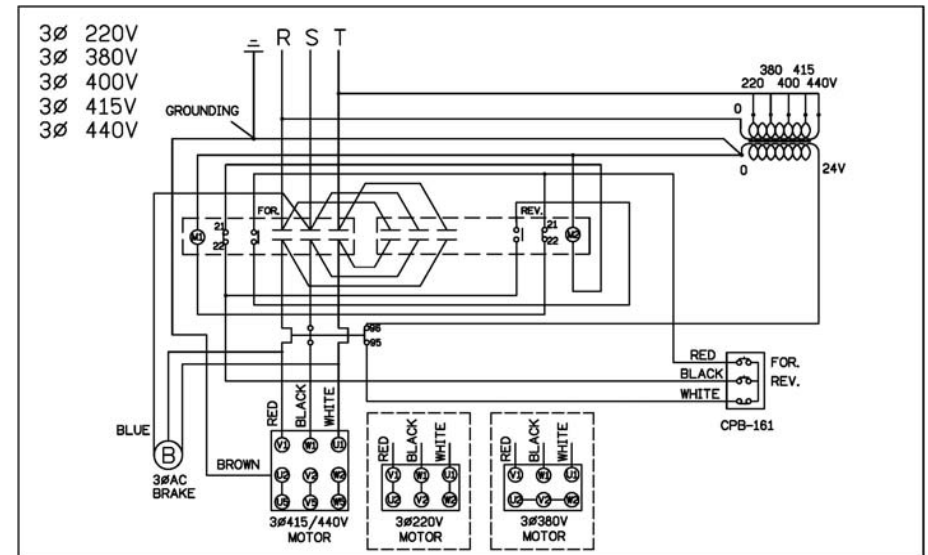 3Ø 220V
3Ø 380V
3Ø 400V
3Ø 415V
3Ø 440V
R S T
GROUNDING
380 415
220 400 440V
0
0
24V
FOR.
REV.
M1
21
22
21
22
M2
96
95
RED
BLACK
WHITE
FOR.
REV.
CPB-161
BLUE
B
3ØAC
BRAKE
BROWN
RED
BLACK
WHITE
V1 W1 U1
U2 V2 W2
U5 V5 W5
3Ø415/440V
MOTOR
RED
BLACK
WHITE
V1 W1 U1
U2 V2 W2
3Ø220V
MOTOR
RED
BLACK
WHITE
V1 W1 U1
U2 V2 W2
3Ø380V
MOTOR